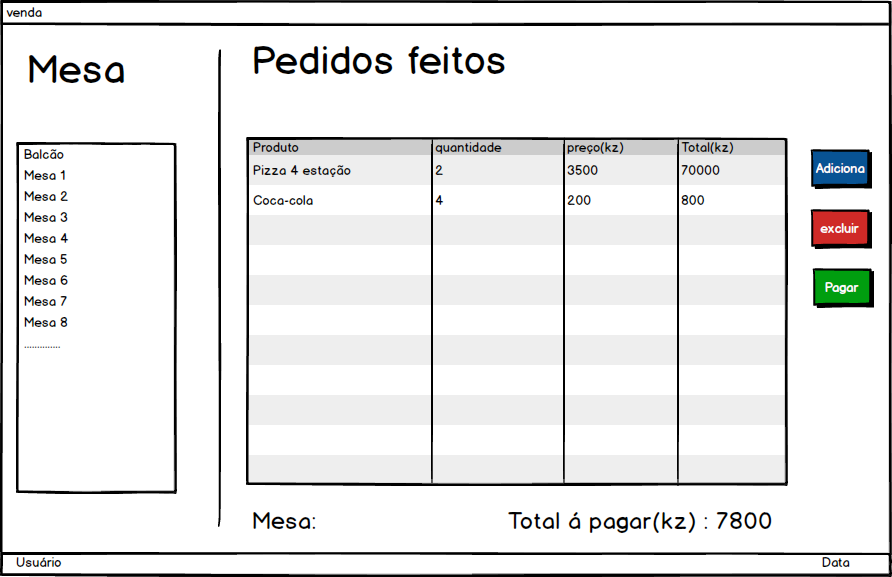 venda
Mesa
Pedidos feitos
Balcão
Mesa 1
Mesa 2
Mesa 3
Mesa 4
Mesa 5
Mesa 6
Mesa 7
Mesa 8
..............
Produto quantidade preço(kz) Total(kz)
Pizza 4 estação 2 3500 70000
Coca-cola 4 200 800
Adiciona
excluir
Pagar
Mesa: Total á pagar(kz) : 7800
Usuário Data